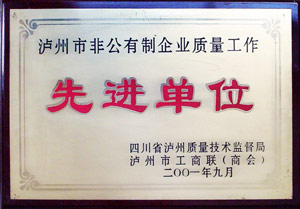 泸州市非公有制企业质量工作
先进单位
四川省泸州质量技术监督局
泸州市工商联(商会)
二〇〇一年九月